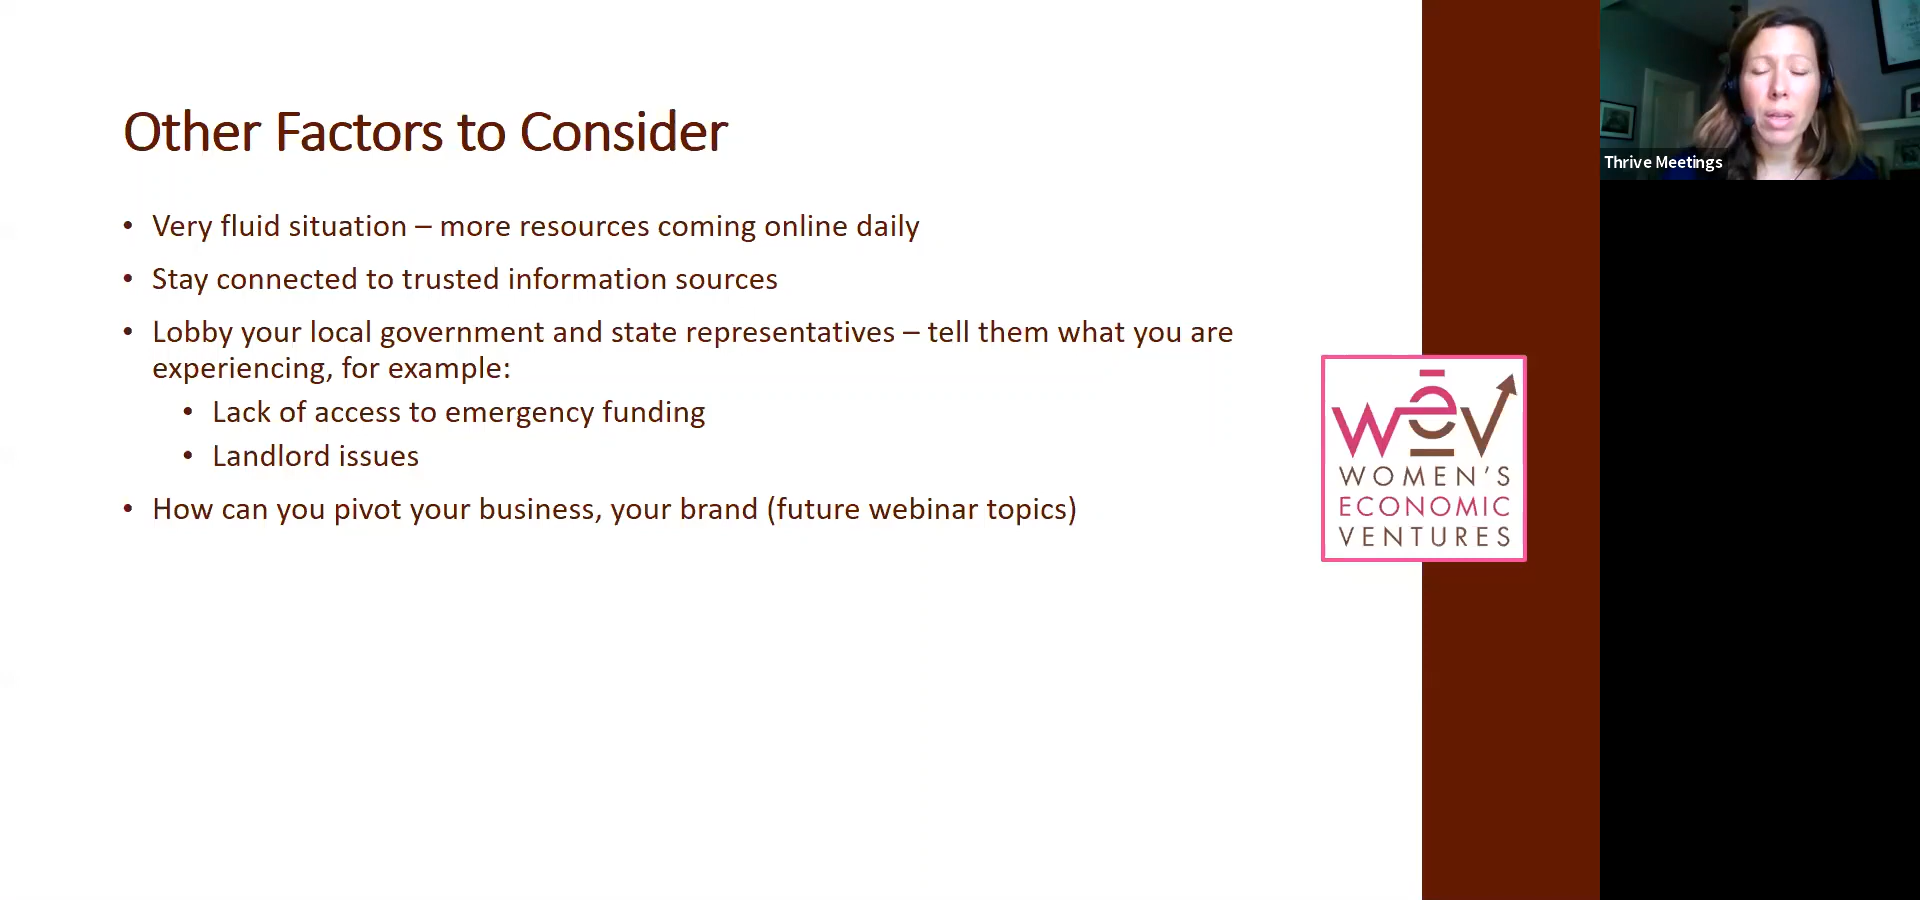 Other Factors to Consider
• Very fluid situation – more resources coming online daily
• Stay connected to trusted information sources
• Lobby your local government and state representatives – tell them what you are
experiencing, for example:
• Lack of access to emergency funding
• Landlord issues
• How can you pivot your business, your brand (future webinar topics)
wev
WOMEN'S
ECONOMIC
VENTURES
Thrive Meetings